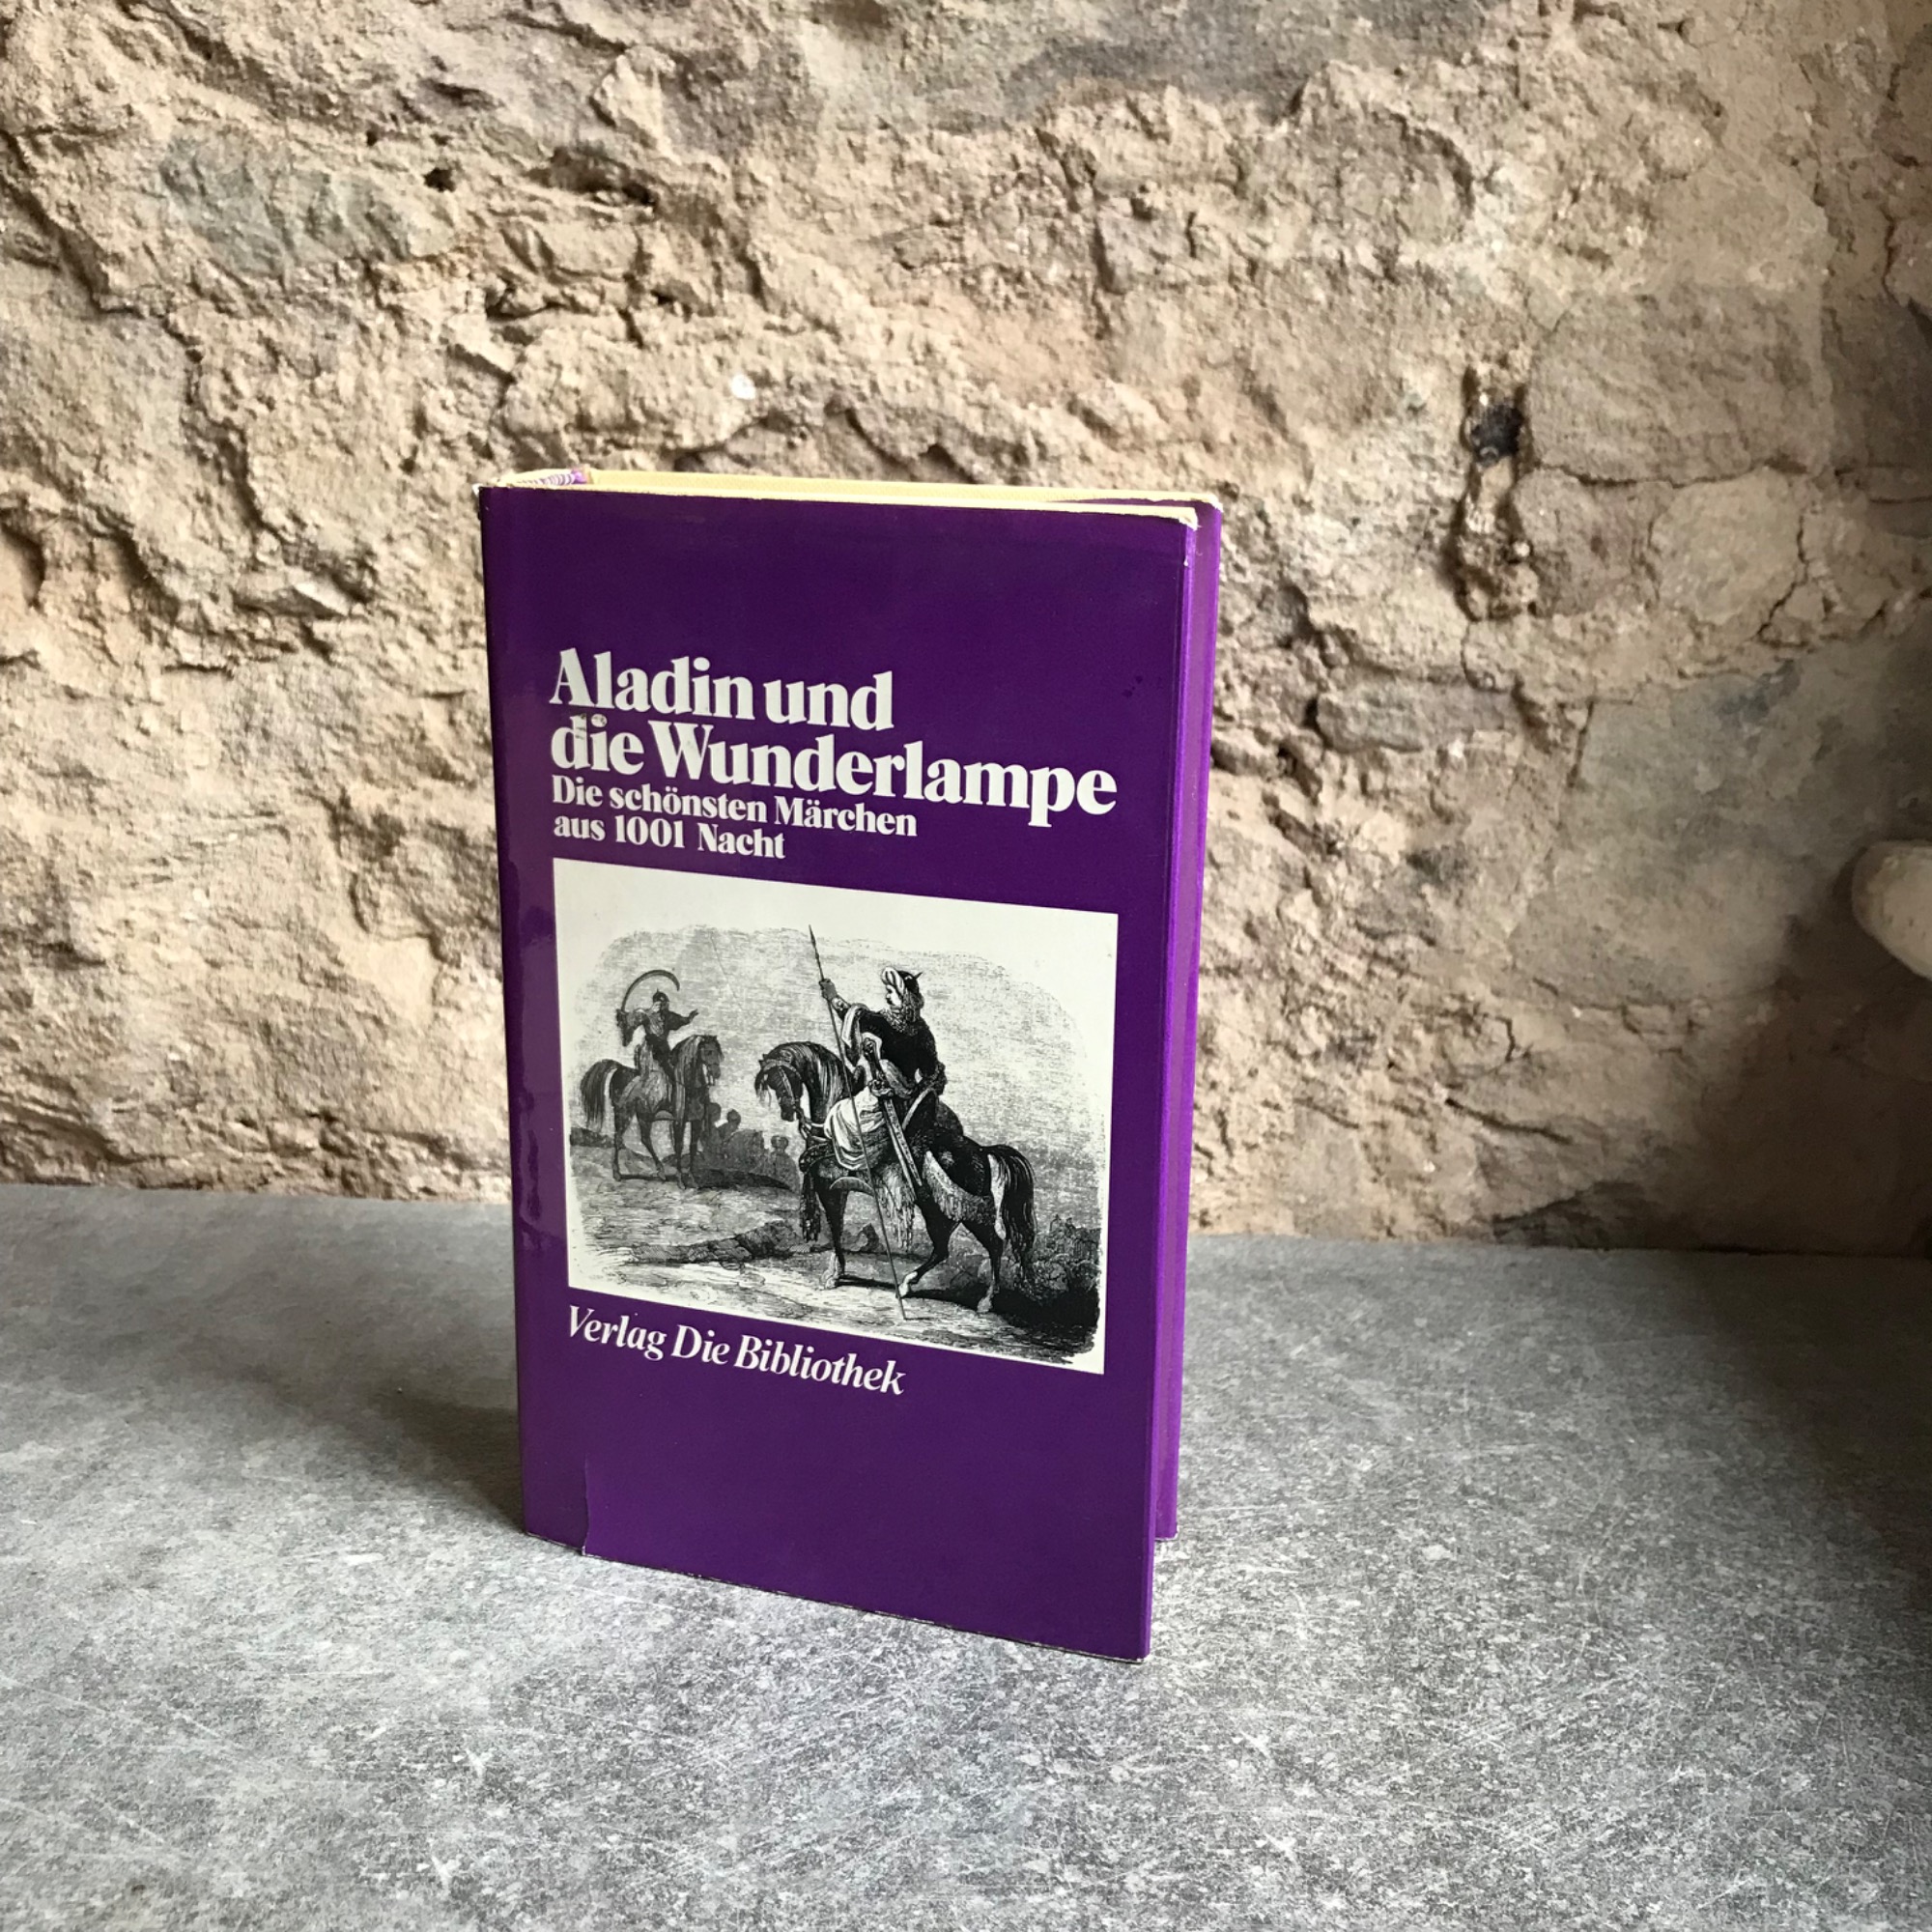 Aladin und
die Wunderlampe
Die schönsten Märchen
aus 1001 Nacht
Verlag Die Bibliothek